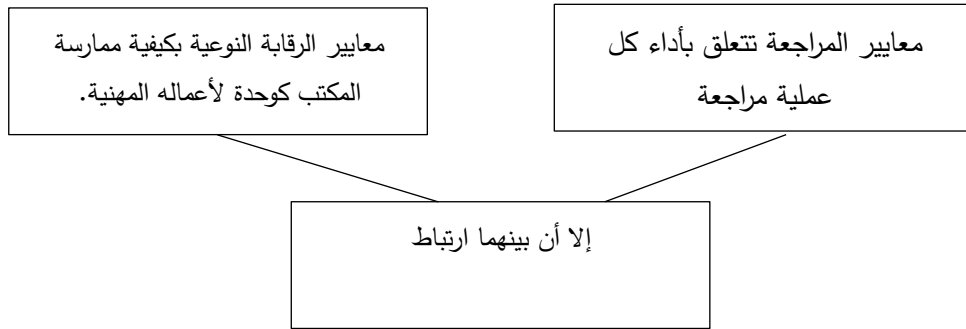 معايير المراجعة تتعلق بأداء كل
عملية مراجعة
معايير الرقابة النوعية بكيفية ممارسة
المكتب كوحدة لأعماله المهنية.
إلا أن بينهما ارتباط